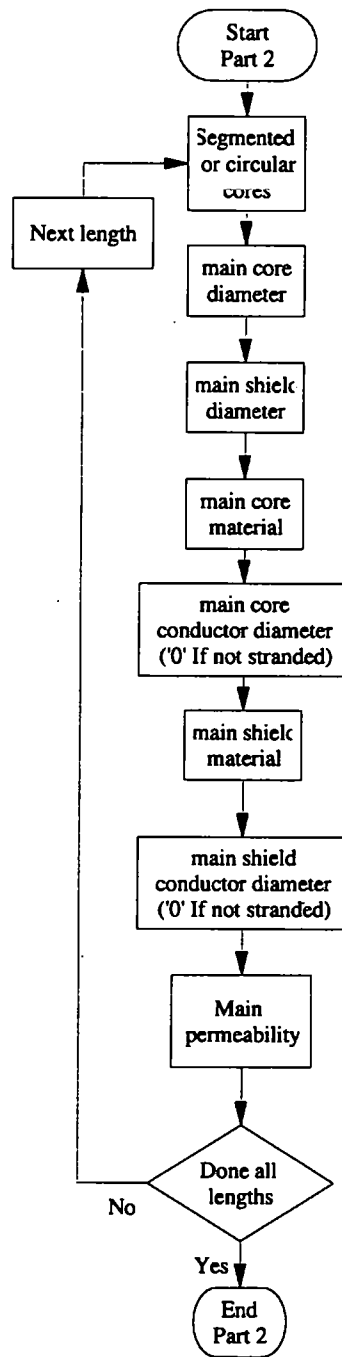 Start
Part 2
Segmented
or circular
cores
Next length
main core
diameter
main shield
diameter
main core
material
main core
conductor diameter
('0' If not stranded)
main shield
material
main shield
conductor diameter
('0' If not stranded)
Main
permeability
Done all
lengths
No
Yes
End
Part 2